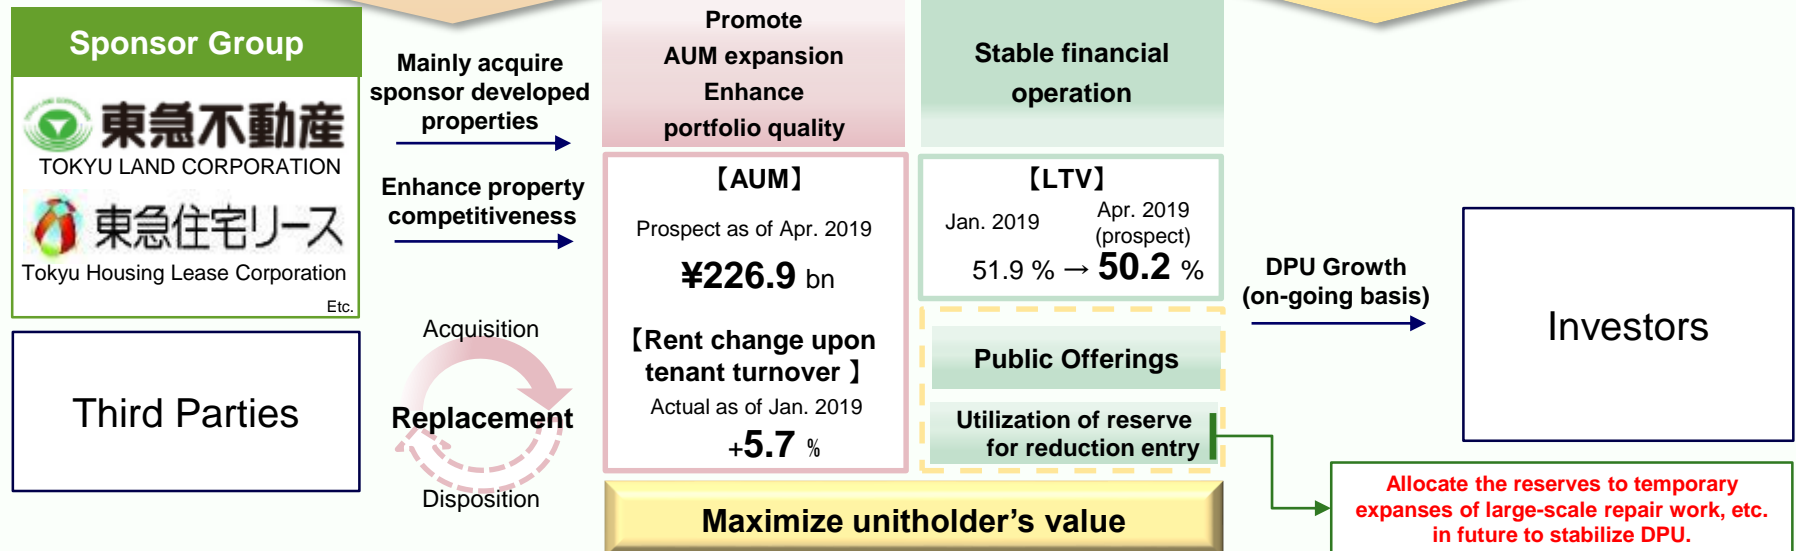 Sponsor Group
東急不動産
TOKYU LAND CORPORATION
東急住宅リース
Tokyu Housing Lease Corporation
Etc.
Third Parties
Mainly acquire
sponsor developed
properties
Enhance property
competitiveness
Acquisition
Replacement
Disposition
Promote
AUM expansion
Enhance
portfolio quality
【AUM】
Prospect as of Apr. 2019
¥226.9 bn
【Rent change upon
tenant turnover 】
Actual as of Jan. 2019
+5.7 %
Stable financial
operation
【LTV】
Jan. 2019
Apr. 2019
(prospect)
51.9 % → 50.2 %
Public Offerings
Utilization of reserve
for reduction entry
Maximize unitholder’s value
DPU Growth
(on-going basis)
Investors
Allocate the reserves to temporary
expanses of large-scale repair work, etc.
in future to stabilize DPU.